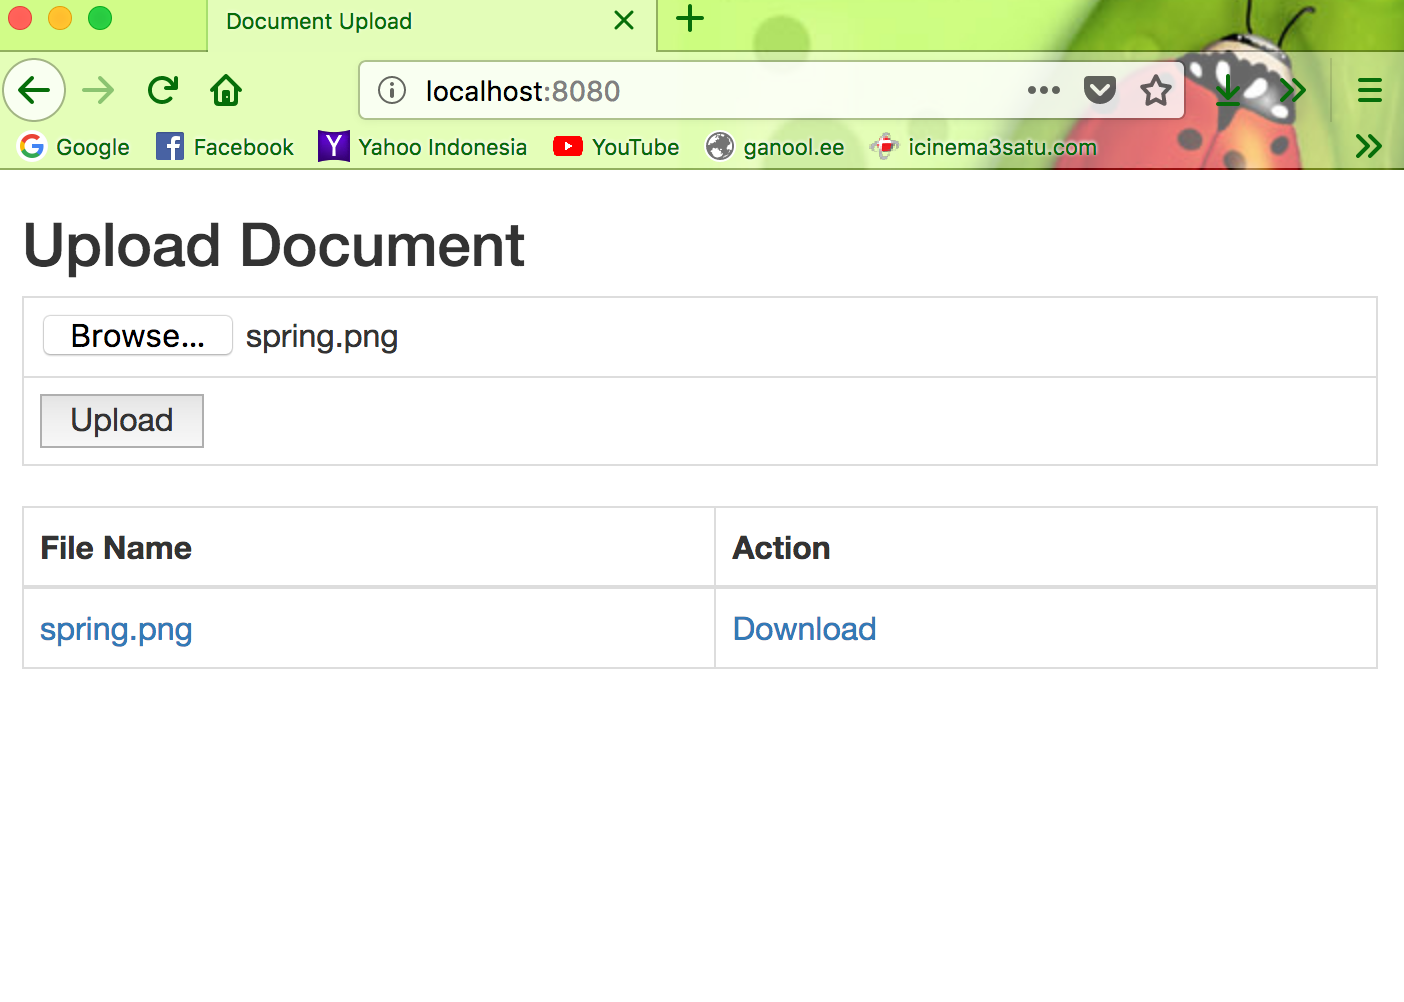 Document Upload
localhost:8080
Google Facebook Yahoo Indonesia YouTube ganool.ee icinema3satu.com
Upload Document
Browse... spring.png
Upload
File Name Action
spring.png Download